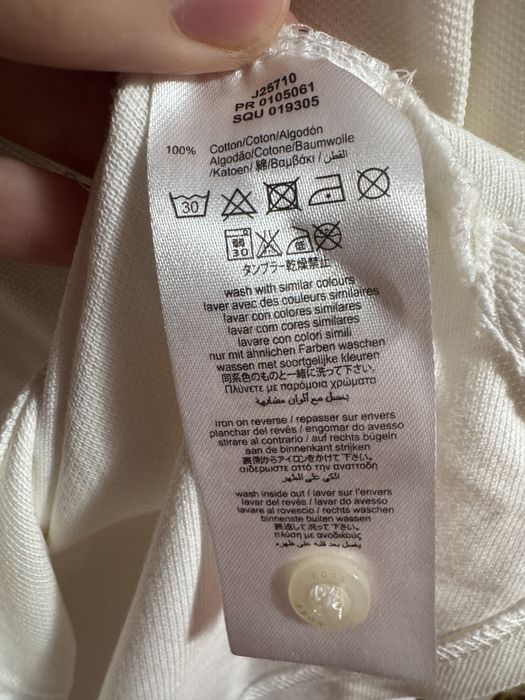 J25710
PR 0105061
SQU 019305
100% Cotton/Coton/Algodón
Algodão/Cotone/Baumwolle
/Katoen/綿/Βαμβάκι/القطن/
30
弱
30
低
タンブラー乾燥禁止
wash with similar colours
laver avec des couleurs similaires
lavar con colores similares
lavar com cores similares
lavare con colori simili
nur mit ähnlichen Farben waschen
wassen met soortgelijke kleuren
同系色のものと一緒に洗って下さい。
Πλύνετε με παρόμοια χρώματα
يغسل مع ألوان مشابهة
Iron on reverse / repasser sur envers
planchar del revés / engomar do avesso
stirare al contrario / auf rechts bügeln
aan de binnenkant strijken
裏側からアイロンをかけて下さい。
σιδερώστε από την αναποδη
الكي على الظهر
wash inside out / laver sur l'envers
lavar del revés / lavar do avesso
lavare al rovescio / rechts waschen
binnenste buiten wassen
裏返して洗って下さい。
πλύση με ανοδικούς
يغسل بعد قلبه على ظهره